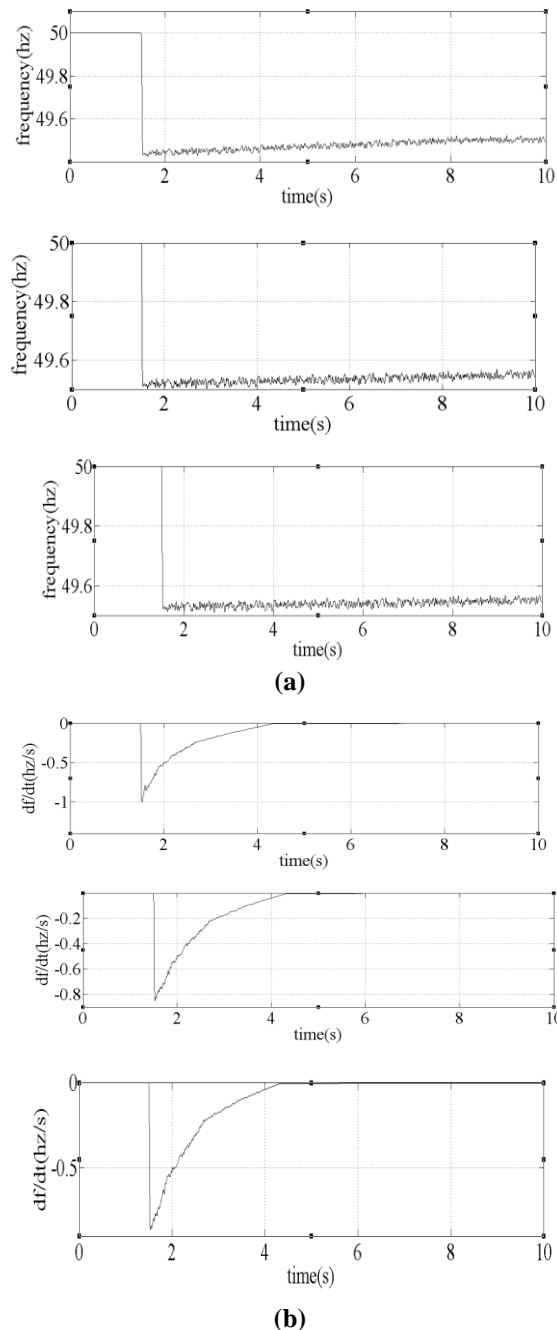 50
49.8
49.6
frequency(hz)
0 2 4 6 8 10
time(s)
50
49.8
49.6
frequency(hz)
0 2 4 6 8 10
time(s)
50
49.8
49.6
frequency(hz)
0 2 4 6 8 10
time(s)
(a)
0
-0.5
-1
df/dt(hz/s)
0 2 4 6 8 10
time(s)
-0.2
-0.4
-0.6
-0.8
df/dt(hz/s)
0 2 4 6 8 10
time(s)
0
-0.5
df/dt(hz/s)
0 2 4 6 8 10
time(s)
(b)